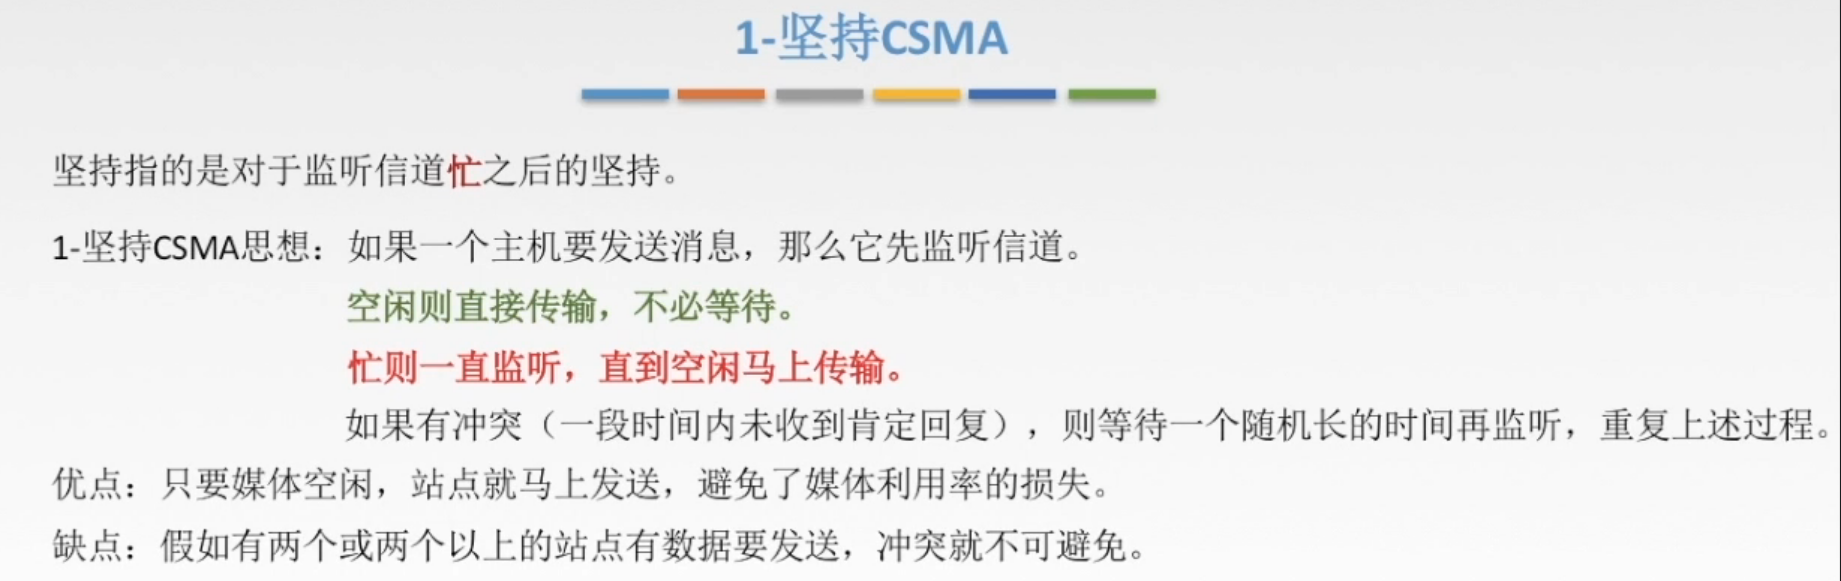 1-坚持CSMA
坚持指的是对于监听信道忙之后的坚持。
1-坚持CSMA思想：如果一个主机要发送消息，那么它先监听信道。
空闲则直接传输，不必等待。
忙则一直监听，直到空闲马上传输。
如果有冲突（一段时间内未收到肯定回复），则等待一个随机长的时间再监听，重复上述过程。
优点：只要媒体空闲，站点就马上发送，避免了媒体利用率的损失。
缺点：假如有两个或两个以上的站点有数据要发送，冲突就不可避免。